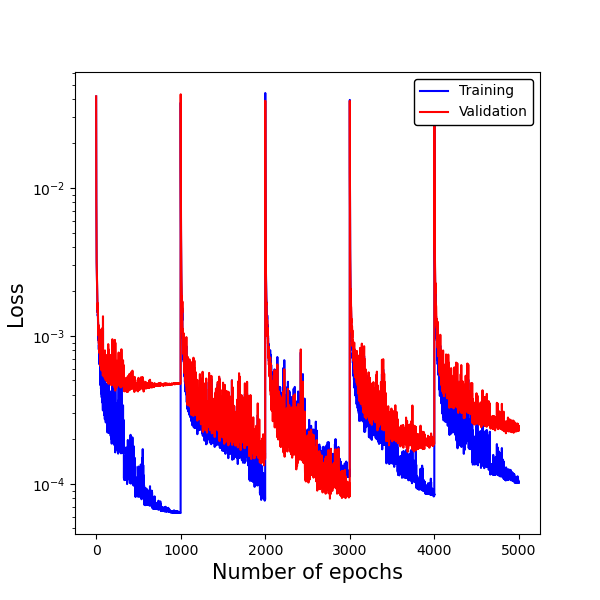 Training
Validation
Loss
10⁻²
10⁻³
10⁻⁴
0 1000 2000 3000 4000 5000
Number of epochs